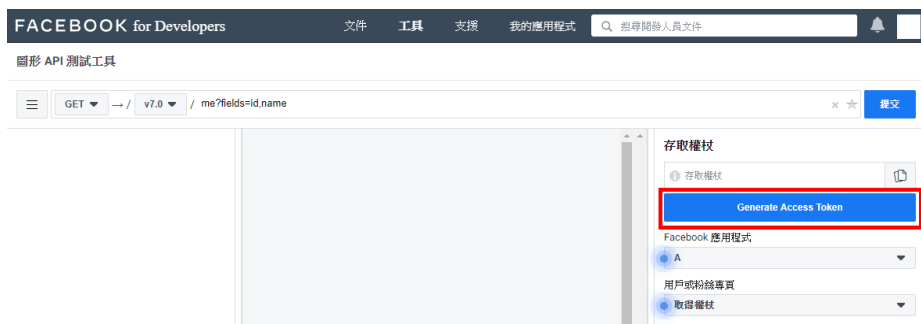 FACEBOOK for Developers 文件 工具 支援 我的應用程式 搜尋開發人員文件
圖形 API 測試工具
GET → / v7.0 / me?fields=id,name 提交
存取權杖
存取權杖
Generate Access Token
Facebook 應用程式
A
用戶或粉絲專頁
取得權杖